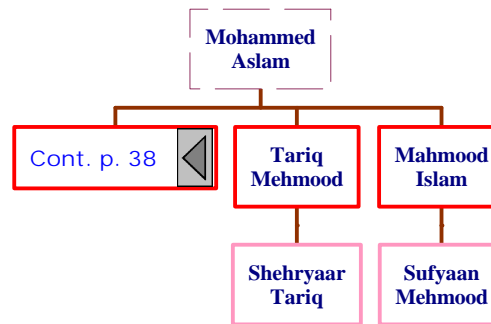 Mohammed
Aslam
Cont. p. 38
Tariq
Mehmood
Mahmood
Islam
Shehryaar
Tariq
Sufyaan
Mehmood